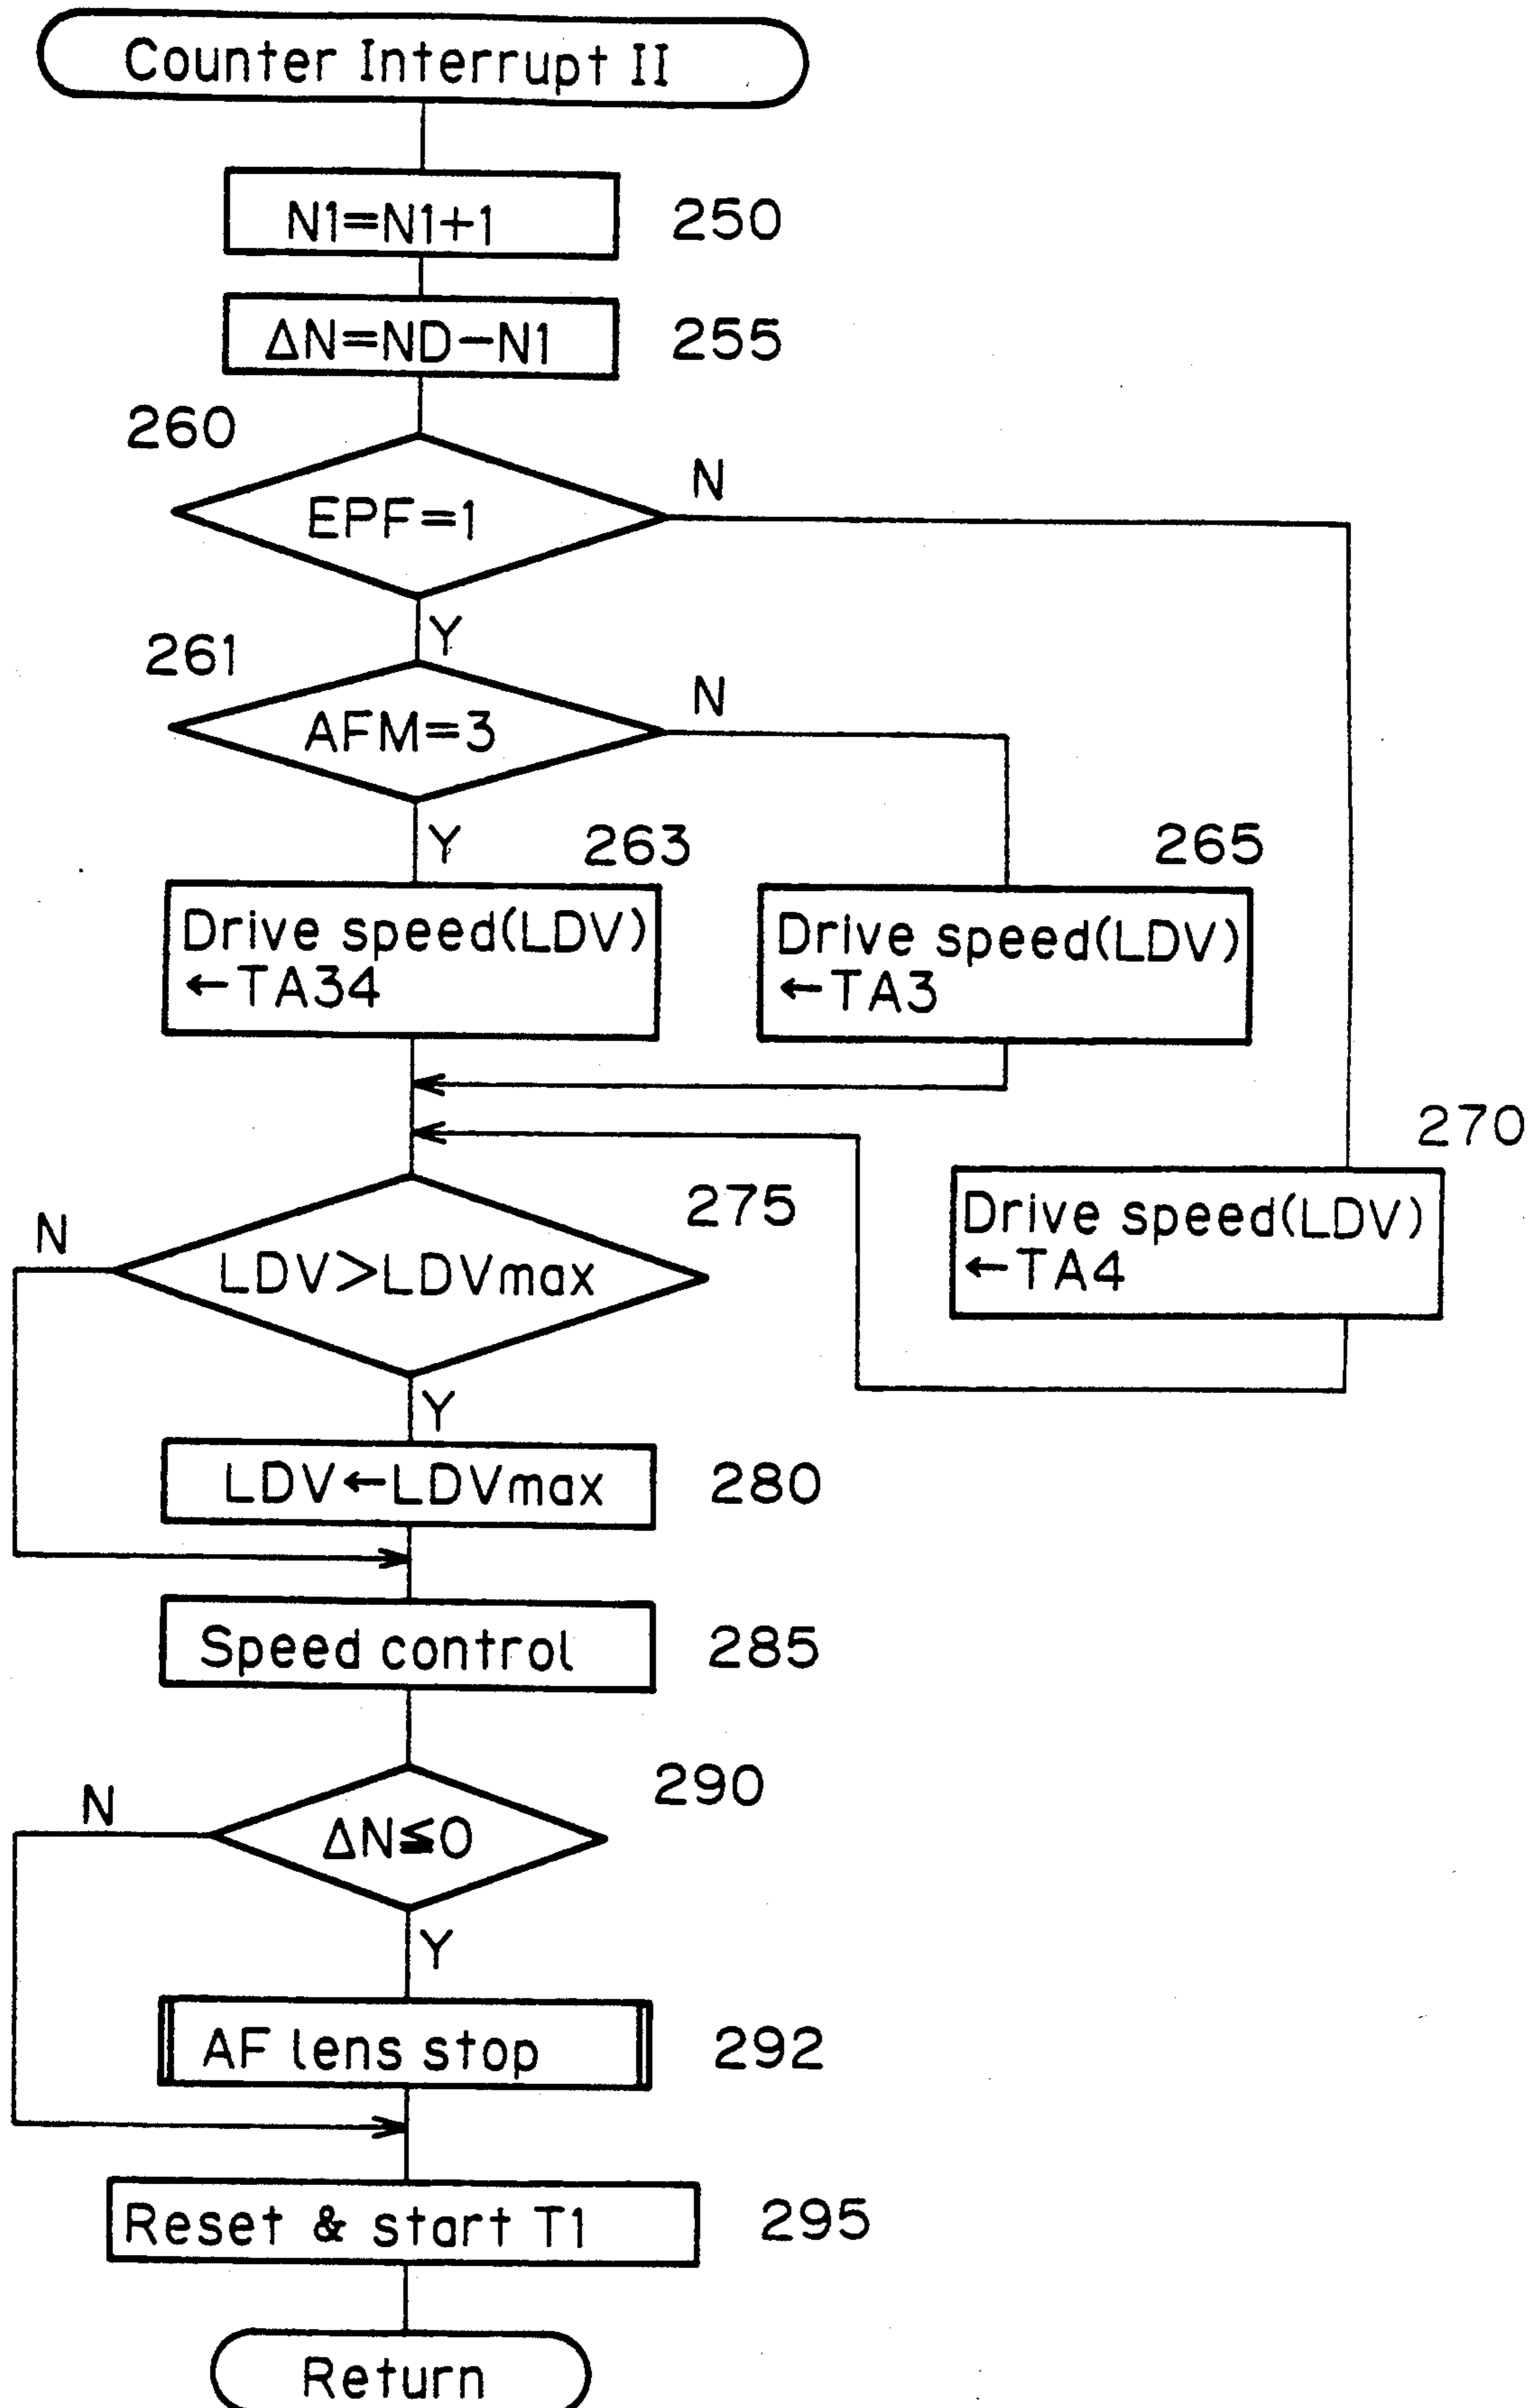 Counter Interrupt II
N1=N1+1
250
ΔN=ND-N1
255
260
EPF=1
N
Y
261
AFM=3
N
Y
263
Drive speed(LDV)
←TA34
265
Drive speed(LDV)
←TA3
270
Drive speed(LDV)
←TA4
275
N
LDV>LDVmax
Y
LDV←LDVmax
280
Speed control
285
290
N
ΔN≦0
Y
AF lens stop
292
Reset & start T1
295
Return